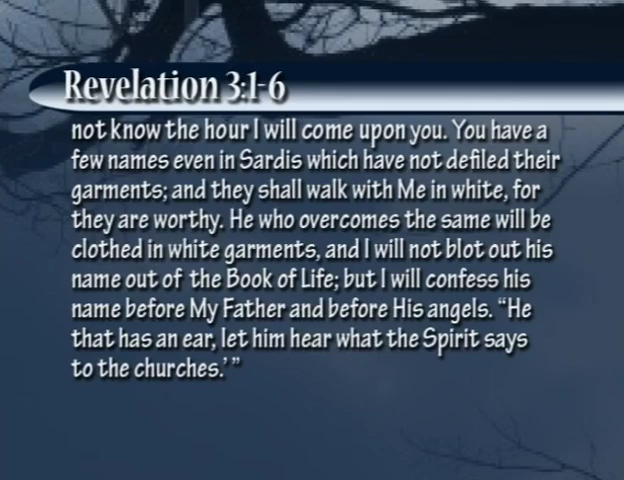 Revelation 3:1-6
not know the hour I will come upon you. You have a
few names even in Sardis which have not defiled their
garments; and they shall walk with Me in white, for
they are worthy. He who overcomes the same will be
clothed in white garments, and I will not blot out his
name out of the Book of Life; but I will confess his
name before My Father and before His angels. “He
that has an ear, let him hear what the Spirit says
to the churches.’ ”